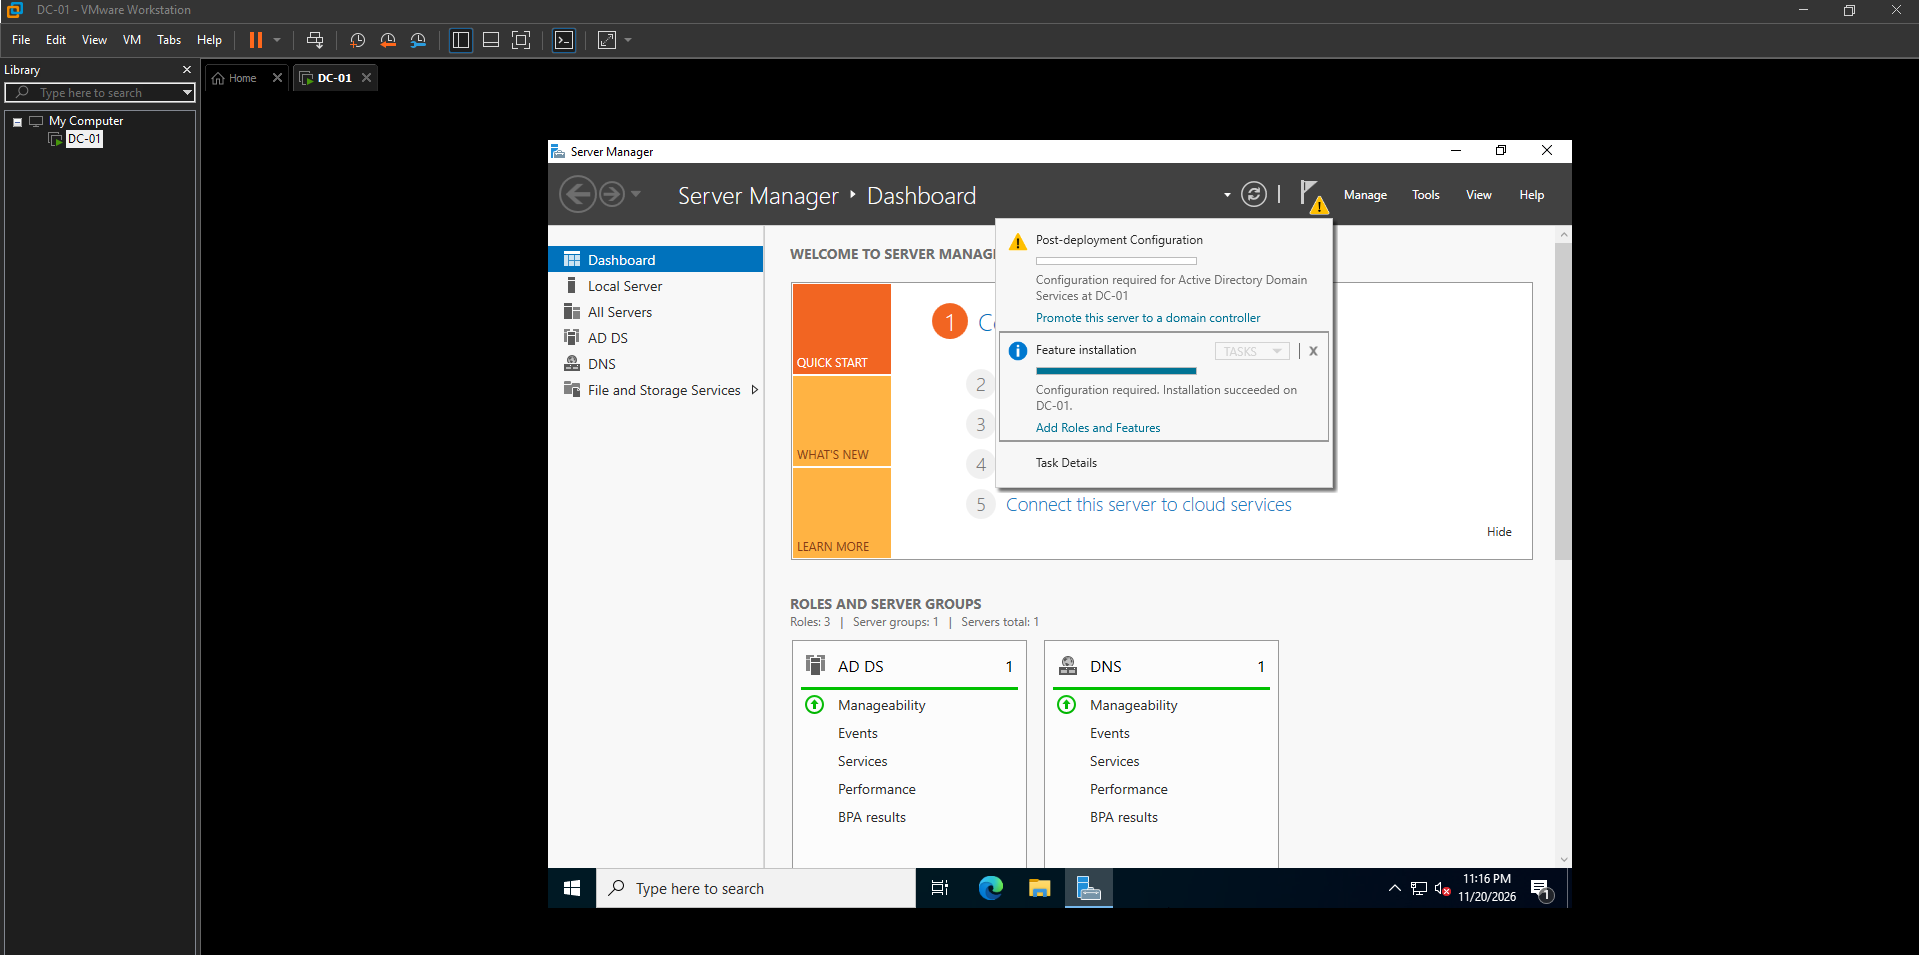 DC-01 - VMware Workstation
File Edit View VM Tabs Help
Library
Type here to search
My Computer
DC-01
Home
DC-01
Server Manager
Server Manager Dashboard
Manage Tools View Help
Dashboard
Local Server
All Servers
AD DS
DNS
File and Storage Services
WELCOME TO SERVER MANAG
QUICK START
WHAT'S NEW
LEARN MORE
1
2
3
4
5 Connect this server to cloud services
Hide
Post-deployment Configuration
Configuration required for Active Directory Domain
Services at DC-01
Promote this server to a domain controller
Feature installation
TASKS
X
Configuration required. Installation succeeded on
DC-01.
Add Roles and Features
Task Details
ROLES AND SERVER GROUPS
Roles: 3 | Server groups: 1 | Servers total: 1
AD DS 1
Manageability
Events
Services
Performance
BPA results
DNS 1
Manageability
Events
Services
Performance
BPA results
Type here to search
11:16 PM
11/20/2026
1